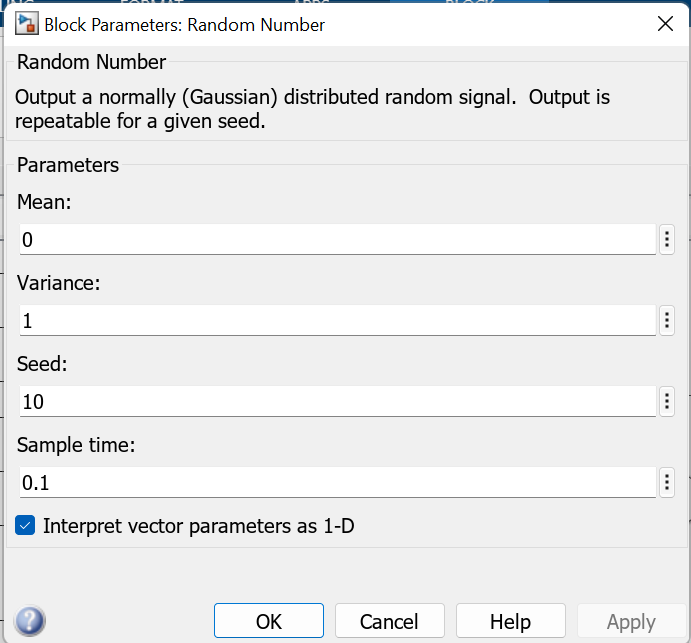 Block Parameters: Random Number
Random Number
Output a normally (Gaussian) distributed random signal.  Output is
repeatable for a given seed.
Parameters
Mean:
0
Variance:
1
Seed:
10
Sample time:
0.1
Interpret vector parameters as 1-D
OK
Cancel
Help
Apply